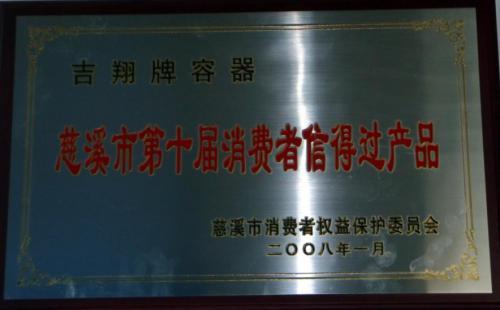 吉翔牌容器
慈溪市第十届消费者信得过产品
慈溪市消费者权益保护委员会
二〇〇八年一月